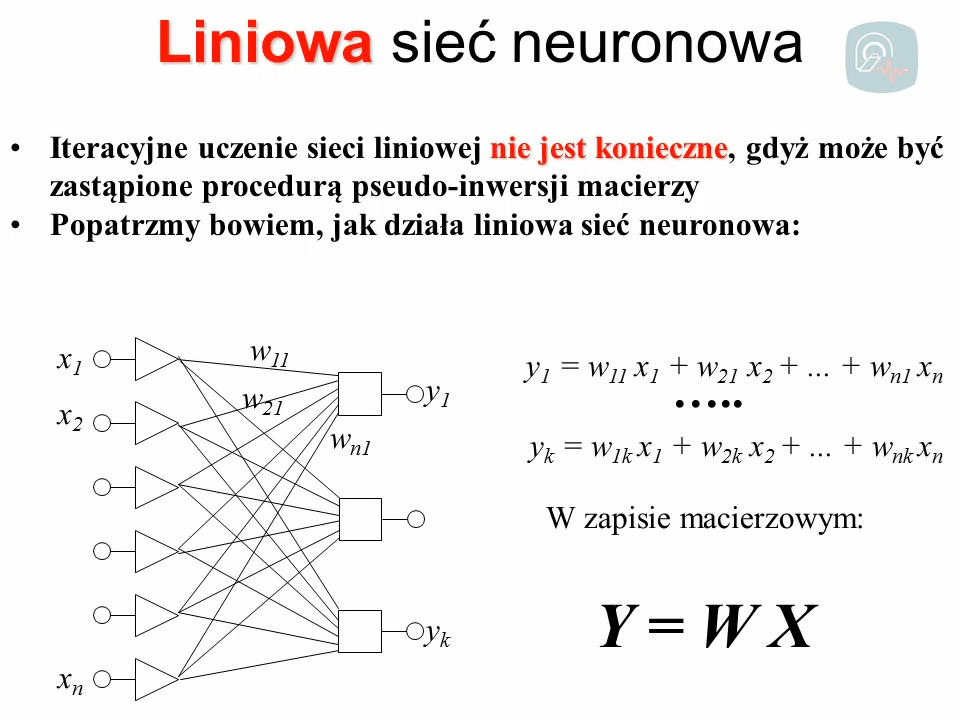 Liniowa sieć neuronowa
• Iteracyjne uczenie sieci liniowej nie jest konieczne, gdyż może być
zastąpione procedurą pseudo-inwersji macierzy
• Popatrzmy bowiem, jak działa liniowa sieć neuronowa:
x1
w11
y1 = w11 x1 + w21 x2 + ... + wn1 xn
x2
w21
y1
…..
wn1
yk = w1k x1 + w2k x2 + ... + wnk xn
W zapisie macierzowym:
Y = W X
yk
xn